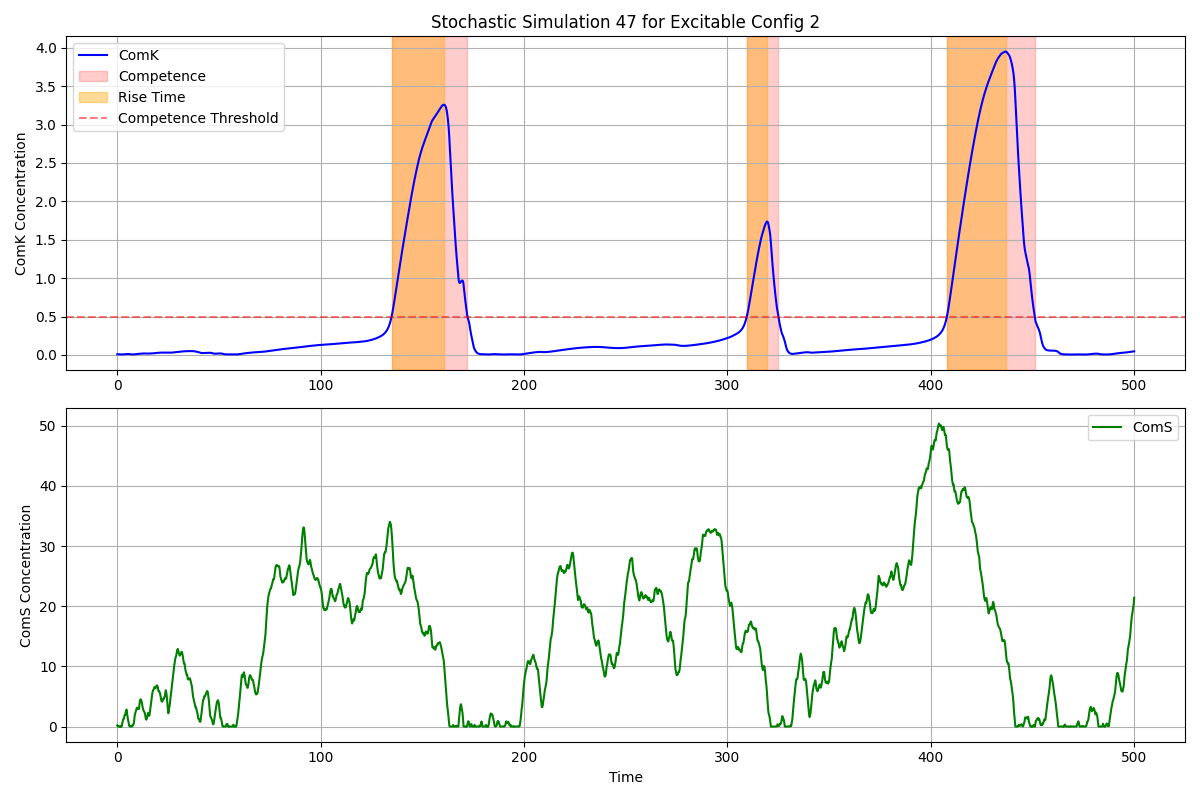 Stochastic Simulation 47 for Excitable Config 2
ComK Concentration
4.0
3.5
3.0
2.5
2.0
1.5
1.0
0.5
0.0
ComK
Competence
Rise Time
Competence Threshold
0 100 200 300 400 500
ComS Concentration
50
40
30
20
10
0
ComS
0 100 200 300 400 500
Time